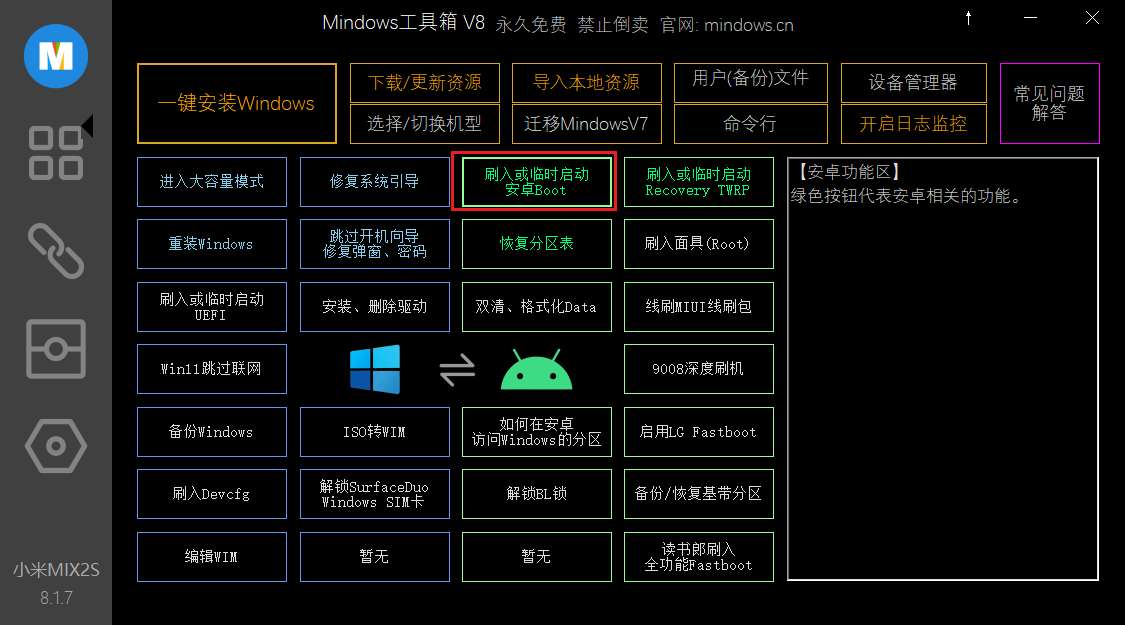 Mindows工具箱 V8 永久免费 禁止倒卖 官网: mindows.cn
一键安装Windows
下载/更新资源
导入本地资源
用户(备份)文件
设备管理器
常见问题
解答
选择/切换机型
迁移MindowsV7
命令行
开启日志监控
进入大容量模式
修复系统引导
刷入或临时启动
安卓Boot
刷入或临时启动
Recovery TWRP
【安卓功能区】
绿色按钮代表安卓相关的功能。
重装Windows
跳过开机向导
修复弹窗、密码
恢复分区表
刷入面具(Root)
刷入或临时启动
UEFI
安装、删除驱动
双清、格式化Data
线刷MIUI线刷包
Win11跳过联网
9008深度刷机
备份Windows
ISO转WIM
如何在安卓
访问Windows的分区
启用LG Fastboot
刷入Devcfg
解锁SurfaceDuo
Windows SIM卡
解锁BL锁
备份/恢复基带分区
编辑WIM
暂无
暂无
读书郎刷入
全功能Fastboot
小米MIX2S
8.1.7